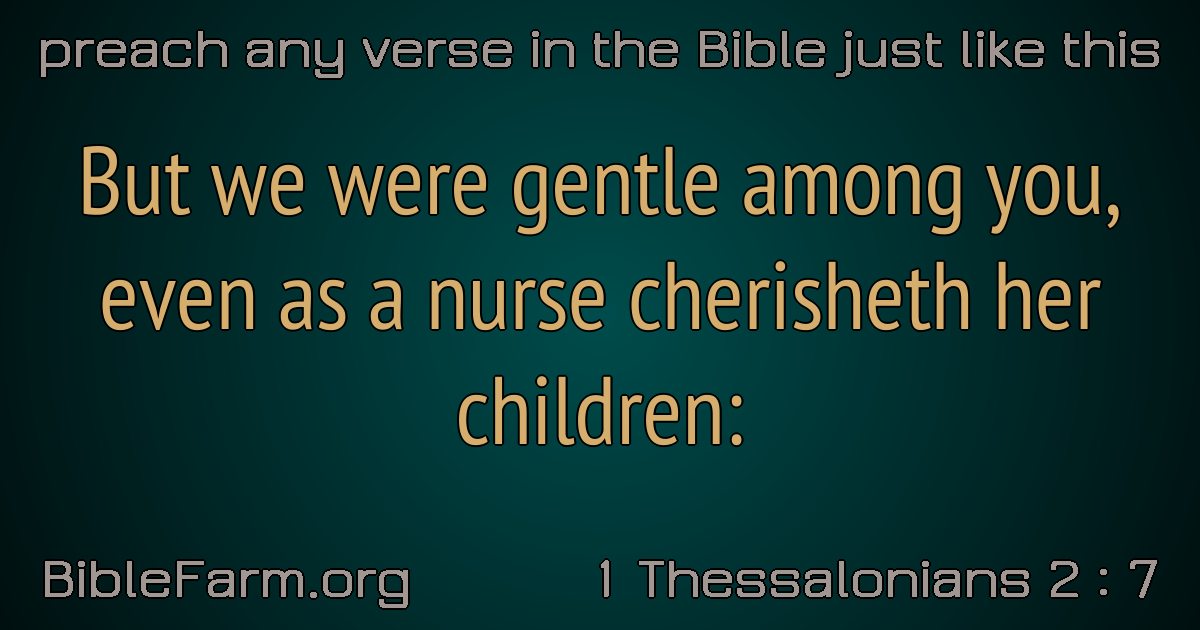 preach any verse in the Bible just like this
But we were gentle among you,
even as a nurse cherisheth her
children:
BibleFarm.org
1 Thessalonians 2 : 7